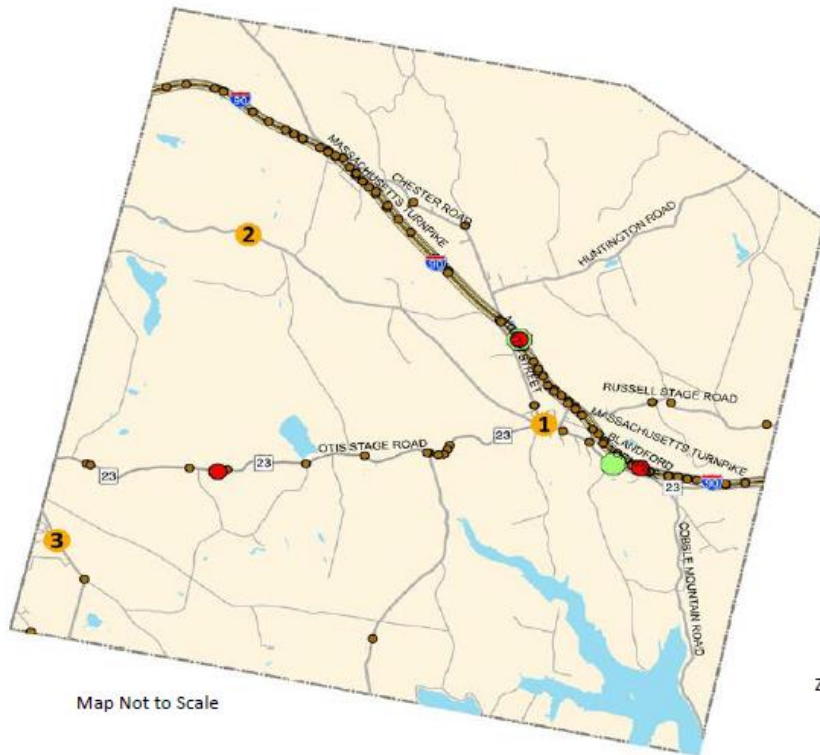 90
MASSACHUSETTS TURNPIKE
CHESTER ROAD
HUNTINGTON ROAD
2
90
STREET
RUSSELL STAGE ROAD
MASSACHUSETTS TURNPIKE
1
23
OTIS STAGE ROAD
BLANDFORD
23
23
23
90
3
COBBLE MOUNTAIN ROAD
Z
Map Not to Scale